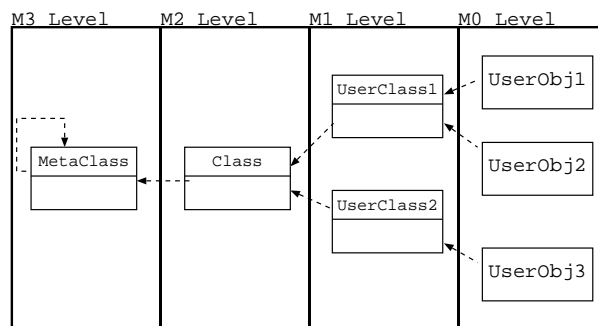 M3 Level M2 Level M1 Level M0 Level
UserObj1
UserClass1
MetaClass Class UserObj2
UserClass2
UserObj3